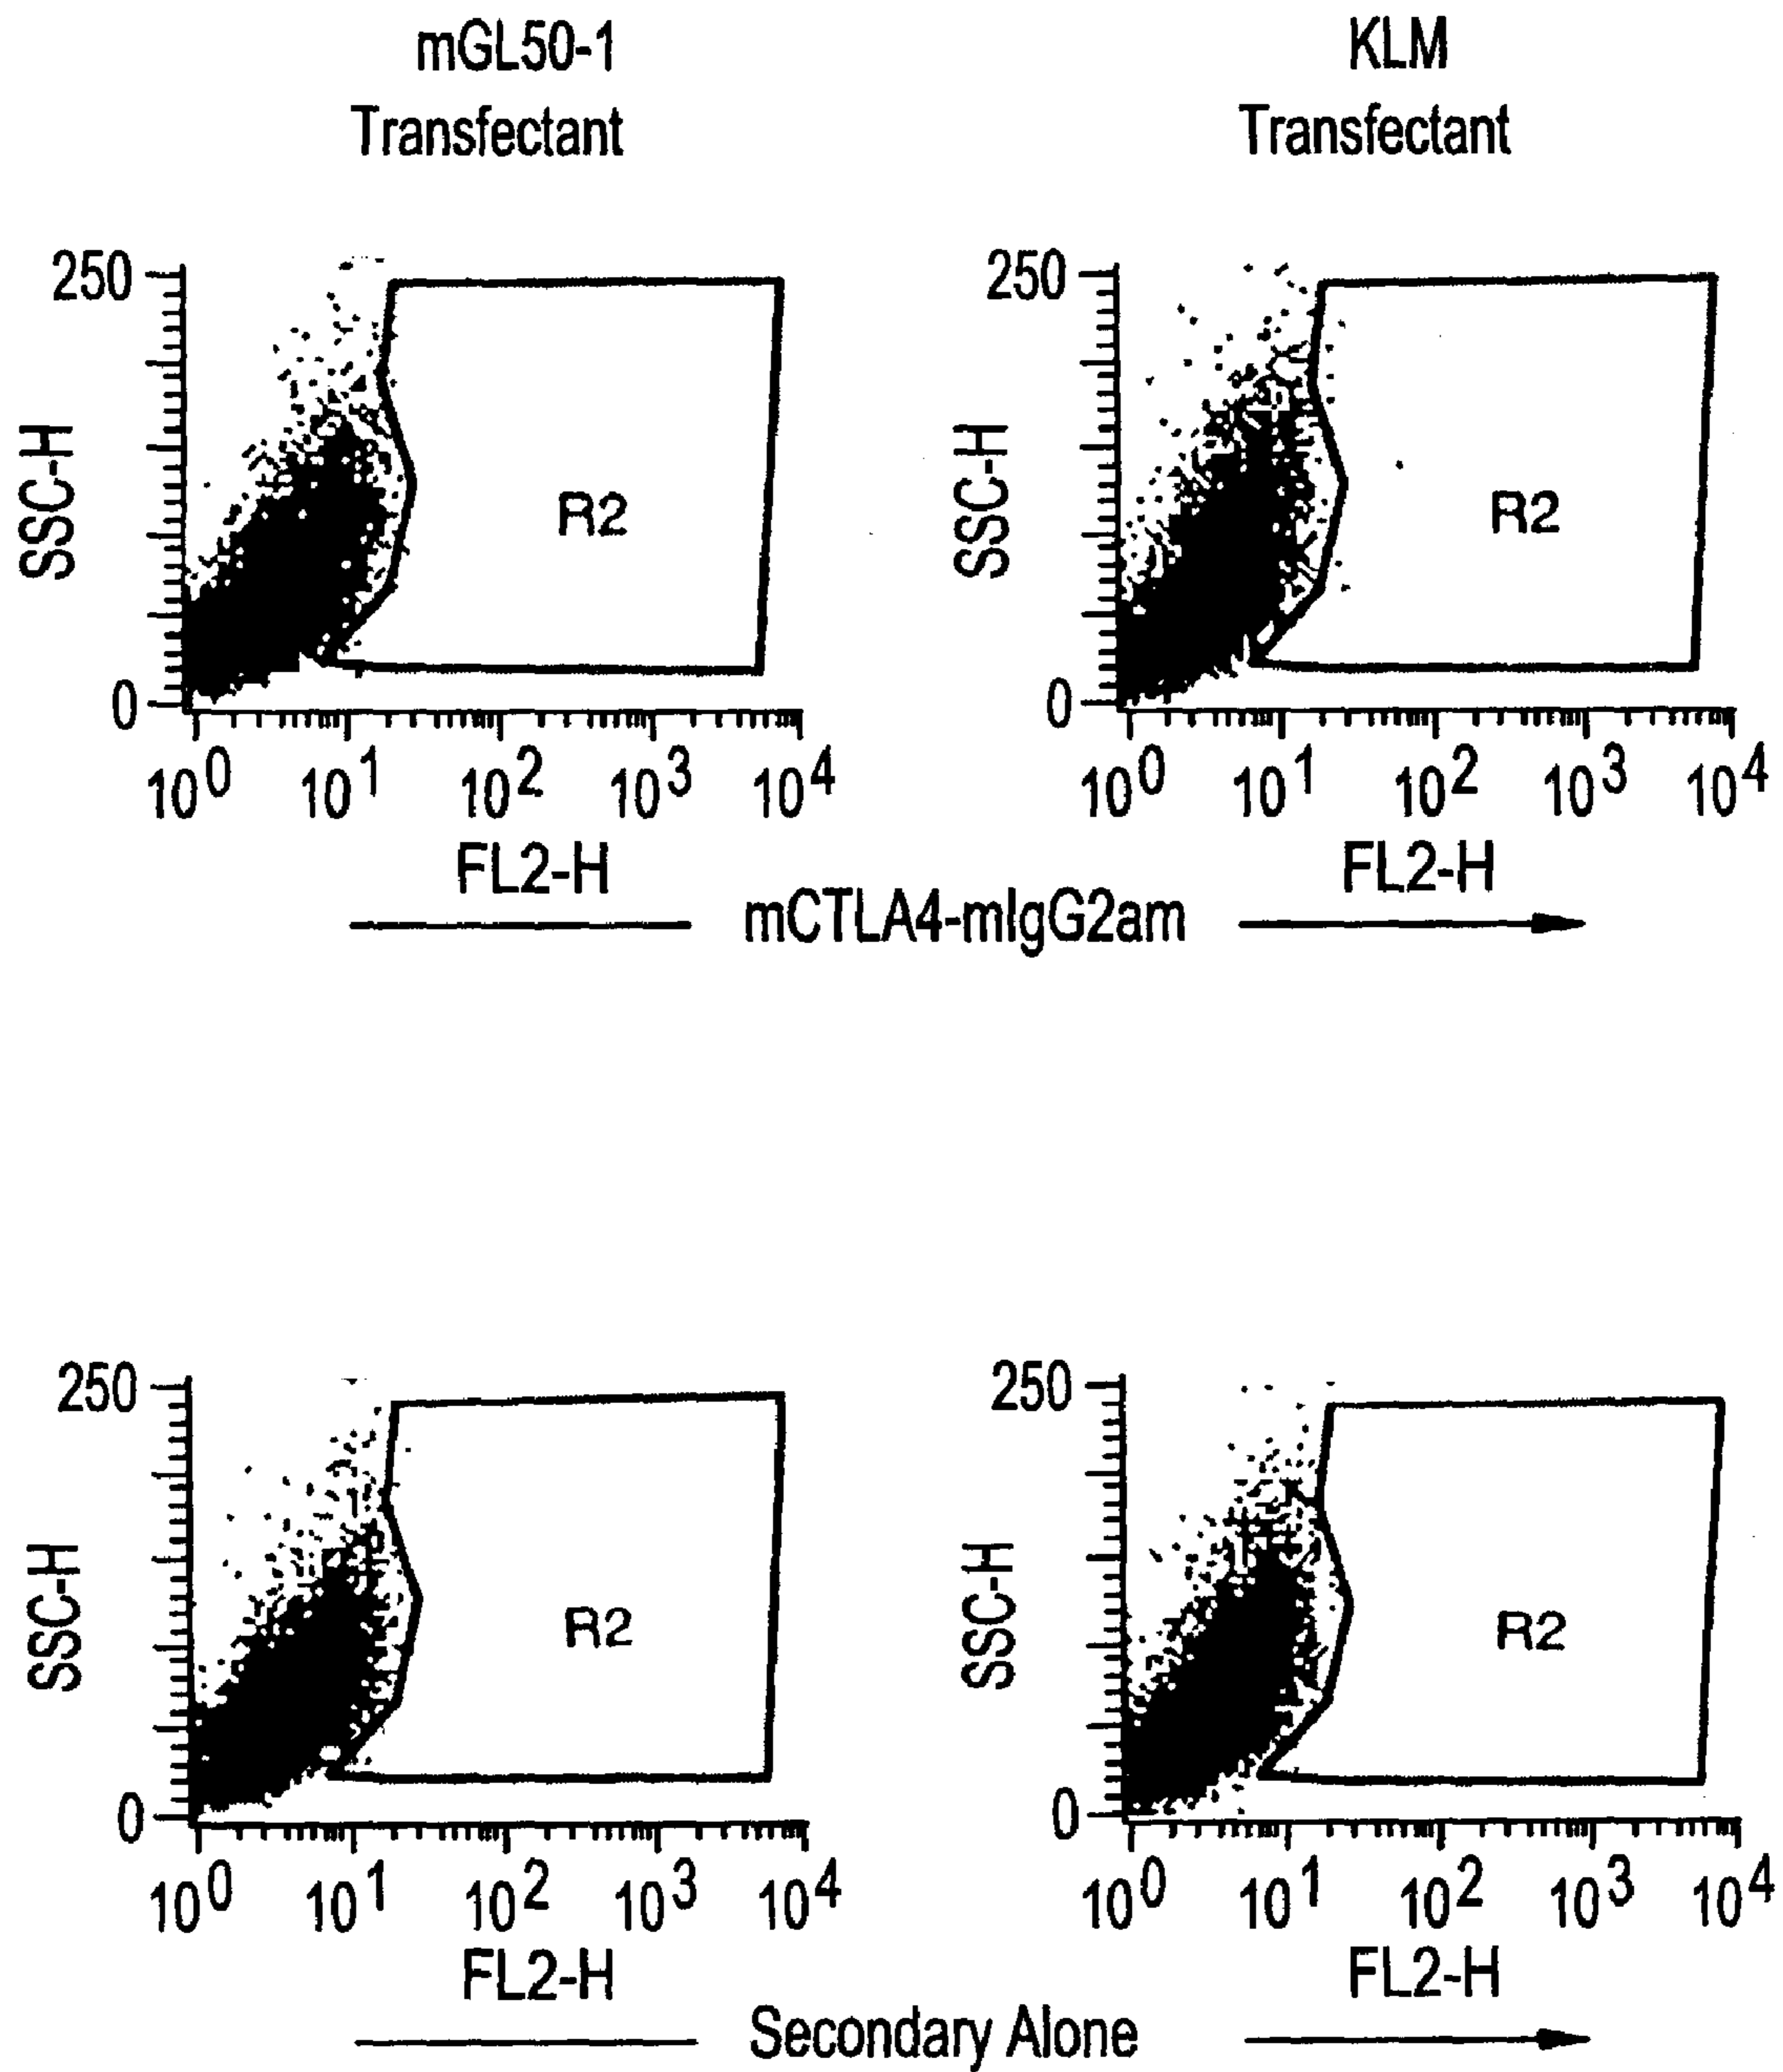 mGL50-1
Transfectant
KLM
Transfectant
250
SSC-H
R2
0
10^0 10^1 10^2 10^3 10^4
FL2-H
250
SSC-H
R2
0
10^0 10^1 10^2 10^3 10^4
FL2-H
mCTLA4-mIgG2am
250
SSC-H
R2
0
10^0 10^1 10^2 10^3 10^4
FL2-H
250
SSC-H
R2
0
10^0 10^1 10^2 10^3 10^4
FL2-H
Secondary Alone